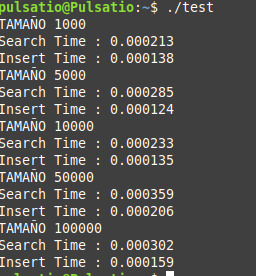 pulsatio@Pulsatio:~$ ./test
TAMAÑO 1000
Search Time : 0.000213
Insert Time : 0.000138
TAMAÑO 5000
Search Time : 0.000285
Insert Time : 0.000124
TAMAÑO 10000
Search Time : 0.000233
Insert Time : 0.000135
TAMAÑO 50000
Search Time : 0.000359
Insert Time : 0.000206
TAMAÑO 100000
Search Time : 0.000302
Insert Time : 0.000159